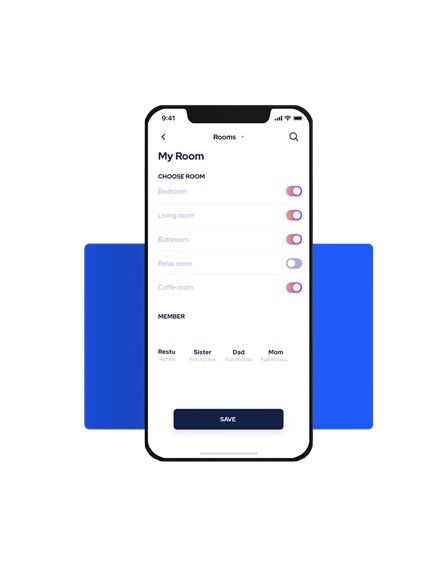 9:41
Rooms
My Room
CHOOSE ROOM
Bedroom
Living room
Bathroom
Relax room
Coffe room
MEMBER
Restu Sister Dad Mom
Admin Full Access Full Access Full Access
SAVE